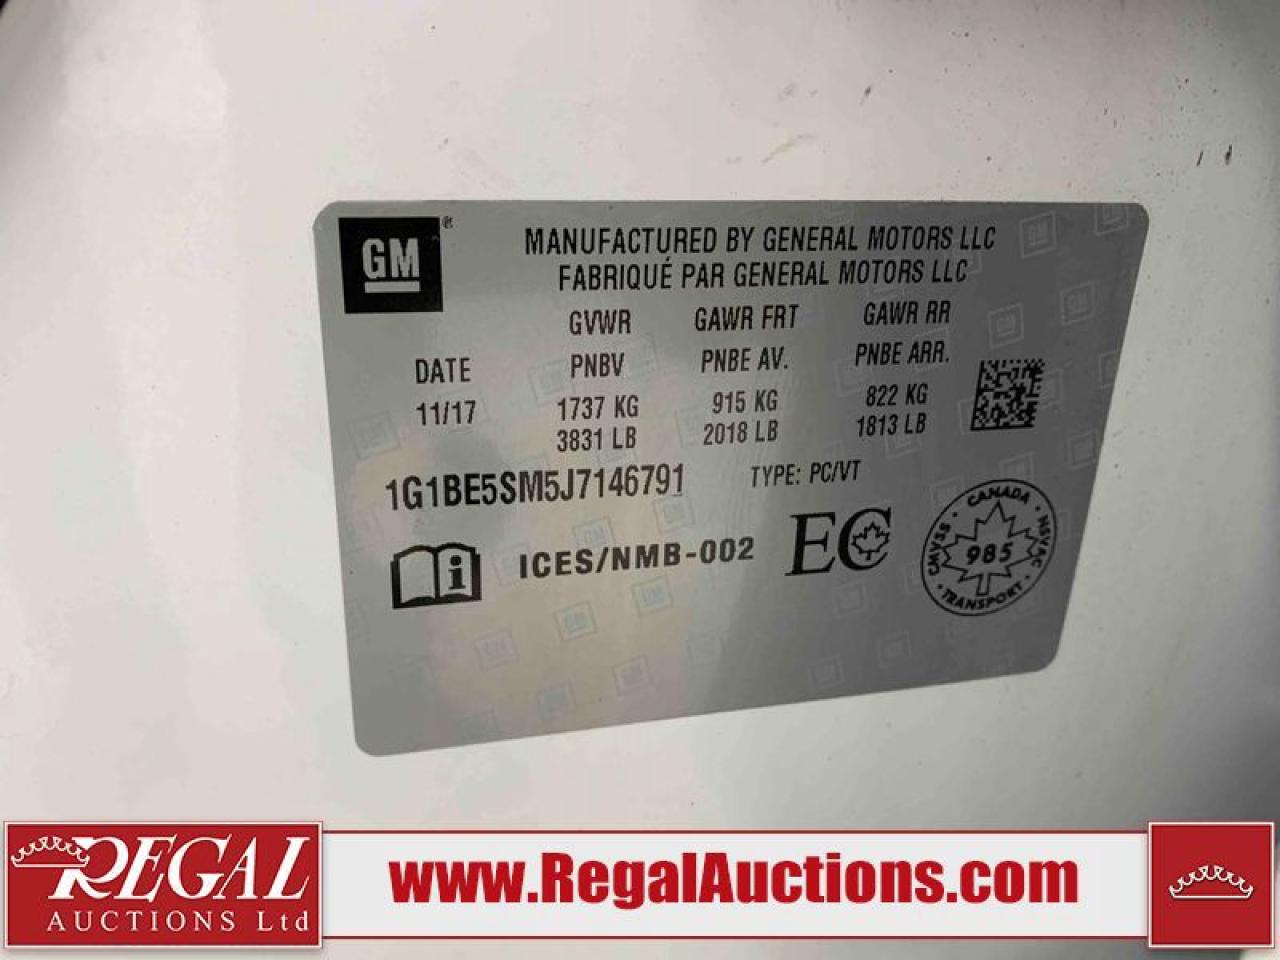 GM ®
MANUFACTURED BY GENERAL MOTORS LLC
FABRIQUÉ PAR GENERAL MOTORS LLC
GVWR GAWR FRT GAWR RR
DATE PNBV PNBE AV. PNBE ARR.
11/17 1737 KG 915 KG 822 KG
3831 LB 2018 LB 1813 LB
1G1BE5SM5J7146791 TYPE: PC/VT
i ICES/NMB-002 EC
CANADA
CMVSS 985 NSVAC
TRANSPORT
REGAL
AUCTIONS Ltd
www.RegalAuctions.com